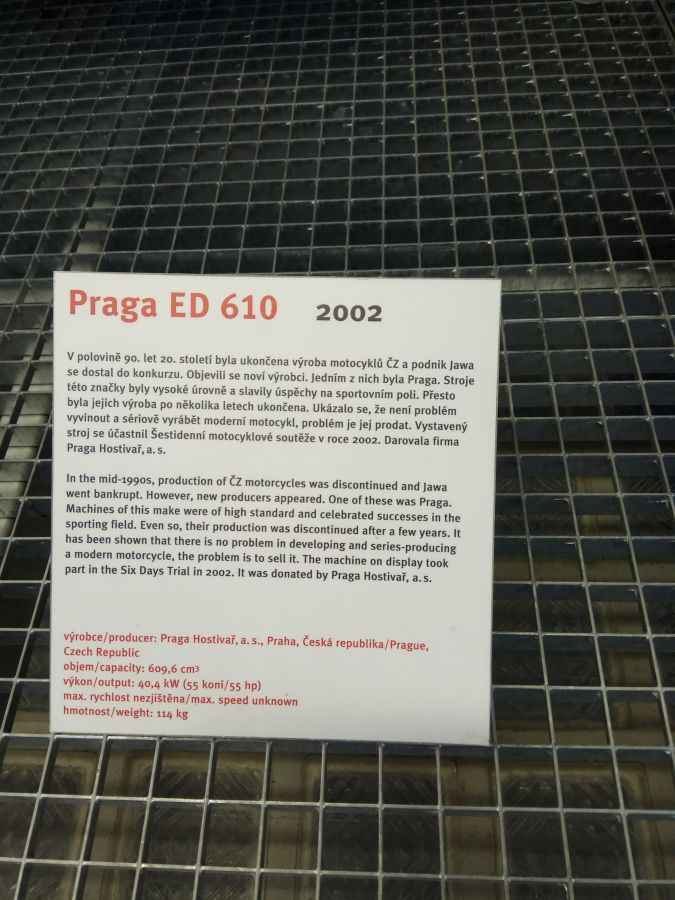 Praga ED 610 2002
V polovině 90. let 20. století byla ukončena výroba motocyklů ČZ a podnik Jawa
se dostal do konkurzu. Objevili se noví výrobci. Jedním z nich byla Praga. Stroje
této značky byly vysoké úrovně a slavily úspěchy na sportovním poli. Přesto
byla jejich výroba po několika letech ukončena. Ukázalo se, že není problém
vyvinout a sériově vyrábět moderní motocykl, problém je jej prodat. Vystavený
stroj se účastnil Šestidenní motocyklové soutěže v roce 2002. Darovala firma
Praga Hostivař, a. s.
In the mid-1990s, production of ČZ motorcycles was discontinued and Jawa
went bankrupt. However, new producers appeared. One of these was Praga.
Machines of this make were of high standard and celebrated successes in the
sporting field. Even so, their production was discontinued after a few years. It
has been shown that there is no problem in developing and series-producing
a modern motorcycle, the problem is to sell it. The machine on display took
part in the Six Days Trial in 2002. It was donated by Praga Hostivař, a. s.
výrobce/producer: Praga Hostivař, a. s., Praha, Česká republika/Prague,
Czech Republic
objem/capacity: 609,6 cm³
výkon/output: 40,4 kW (55 koní/55 hp)
max. rychlost nezjištěna/max. speed unknown
hmotnost/weight: 114 kg